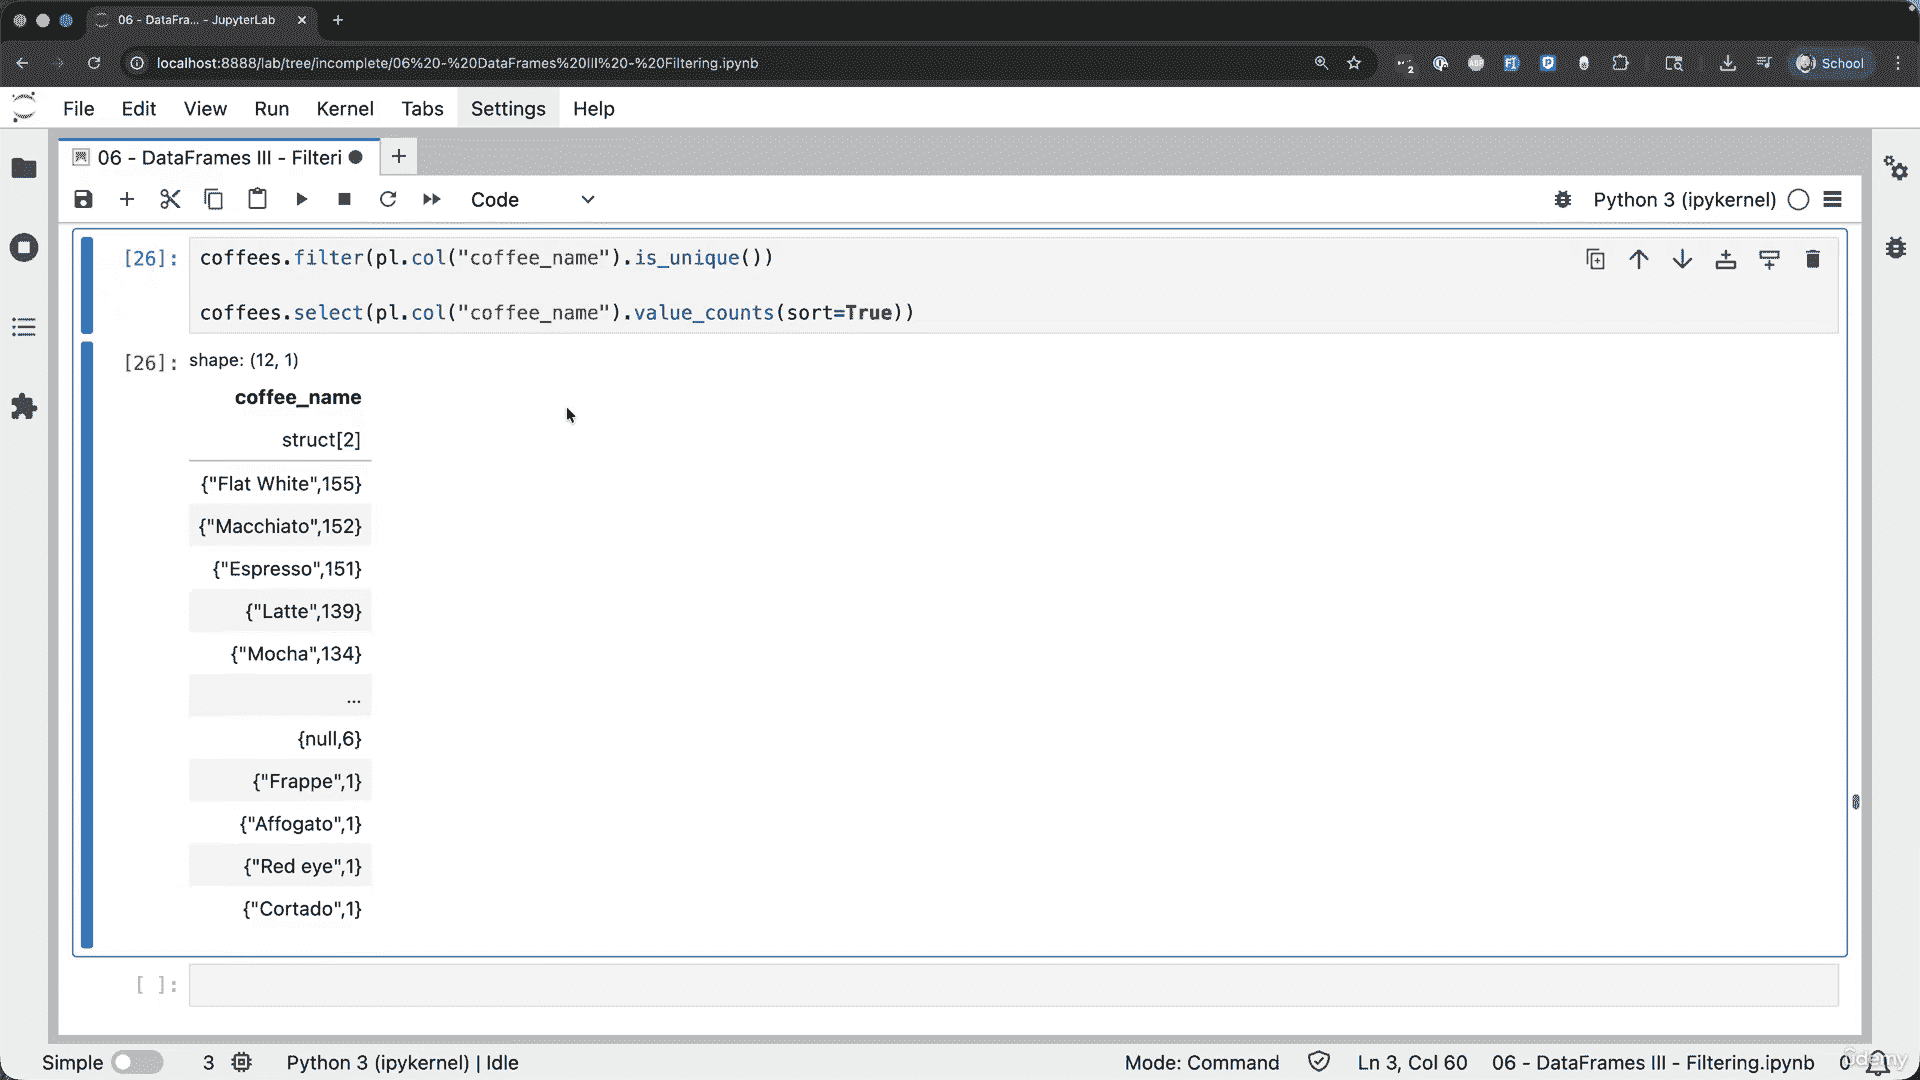 06 - DataFra... - JupyterLab
localhost:8888/lab/tree/incomplete/06%20-%20DataFrames%20III%20-%20Filtering.ipynb
2
ABP
School
File Edit View Run Kernel Tabs Settings Help
06 - DataFrames III - Filteri
Code
Python 3 (ipykernel)
[26]: coffees.filter(pl.col("coffee_name").is_unique())
coffees.select(pl.col("coffee_name").value_counts(sort=True))
[26]: shape: (12, 1)
coffee_name
struct[2]
{"Flat White",155}
{"Macchiato",152}
{"Espresso",151}
{"Latte",139}
{"Mocha",134}
...
{null,6}
{"Frappe",1}
{"Affogato",1}
{"Red eye",1}
{"Cortado",1}
[ ]:
Simple 3 Python 3 (ipykernel) | Idle Mode: Command Ln 3, Col 60 06 - DataFrames III - Filtering.ipynb 0
Udemy